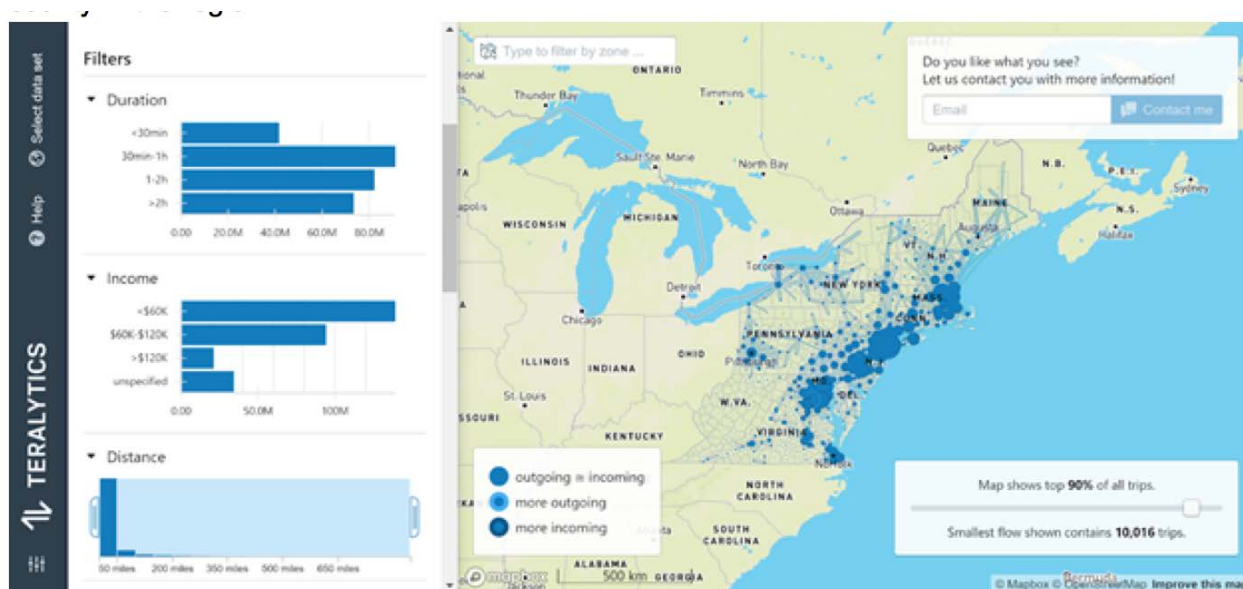 Select data set
Help
TERALYTICS
Filters
Duration
<30min
30min-1h
1-2h
>2h
0.00 20.0M 40.0M 60.0M 80.0M
Income
<$60K
$60K-$120K
>$120K
unspecified
0.00 50.0M 100M
Distance
50 miles 200 miles 350 miles 500 miles 650 miles
Type to filter by zone ...
Do you like what you see?
Let us contact you with more information!
Email
Contact me
ONTARIO
Thunder Bay
Timmins
Quebec
N.B.
P.E.I.
Sault Ste. Marie
North Bay
Sydney
MAINE
N.S.
WISCONSIN
MICHIGAN
Ottawa
Augusta
Halifax
VT.
N.H.
Toronto
Detroit
NEW YORK
MASS.
CONN.
Chicago
PENNSYLVANIA
ILLINOIS
INDIANA
OHIO
Pittsburgh
N.J.
MD.
DEL.
St. Louis
W.VA.
SSOURI
KENTUCKY
VIRGINIA
Norfolk
outgoing ≅ incoming
more outgoing
more incoming
NORTH
CAROLINA
SOUTH
CAROLINA
Map shows top 90% of all trips.
Smallest flow shown contains 10,016 trips.
ALABAMA
mapbox
500 km
GEORGIA
Jackson
Bermuda
© Mapbox © OpenStreetMap Improve this map